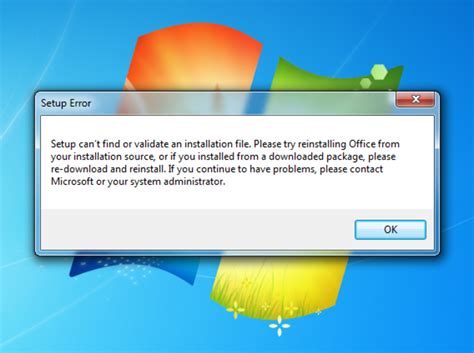 Setup Error
Setup can't find or validate an installation file. Please try reinstalling Office from
your installation source, or if you installed from a downloaded package, please
re-download and reinstall. If you continue to have problems, please contact
Microsoft or your system administrator.
OK